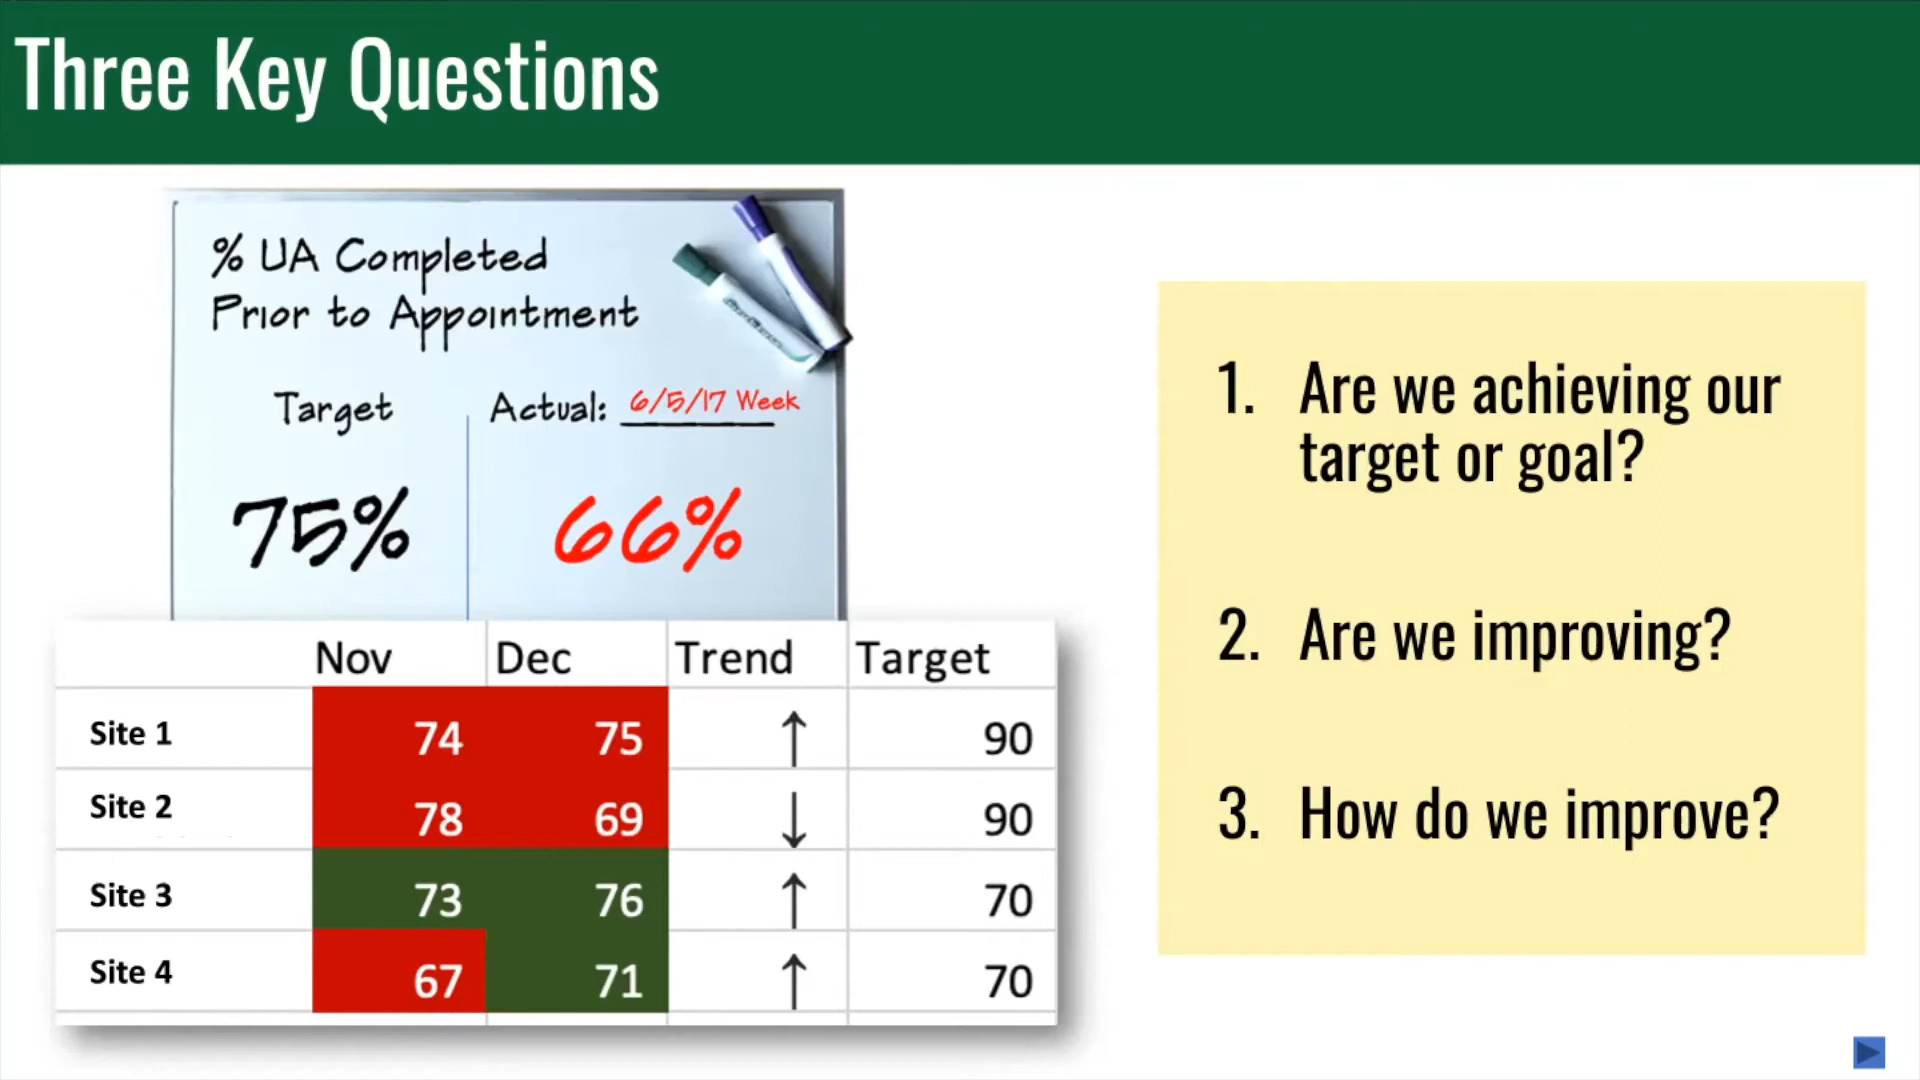 Three Key Questions
% UA Completed
Prior to Appointment
Target
Actual: 6/5/17 Week
75%
66%
Nov Dec Trend Target
Site 1 74 75 ↑ 90
Site 2 78 69 ↓ 90
Site 3 73 76 ↑ 70
Site 4 67 71 ↑ 70
1. Are we achieving our
target or goal?
2. Are we improving?
3. How do we improve?